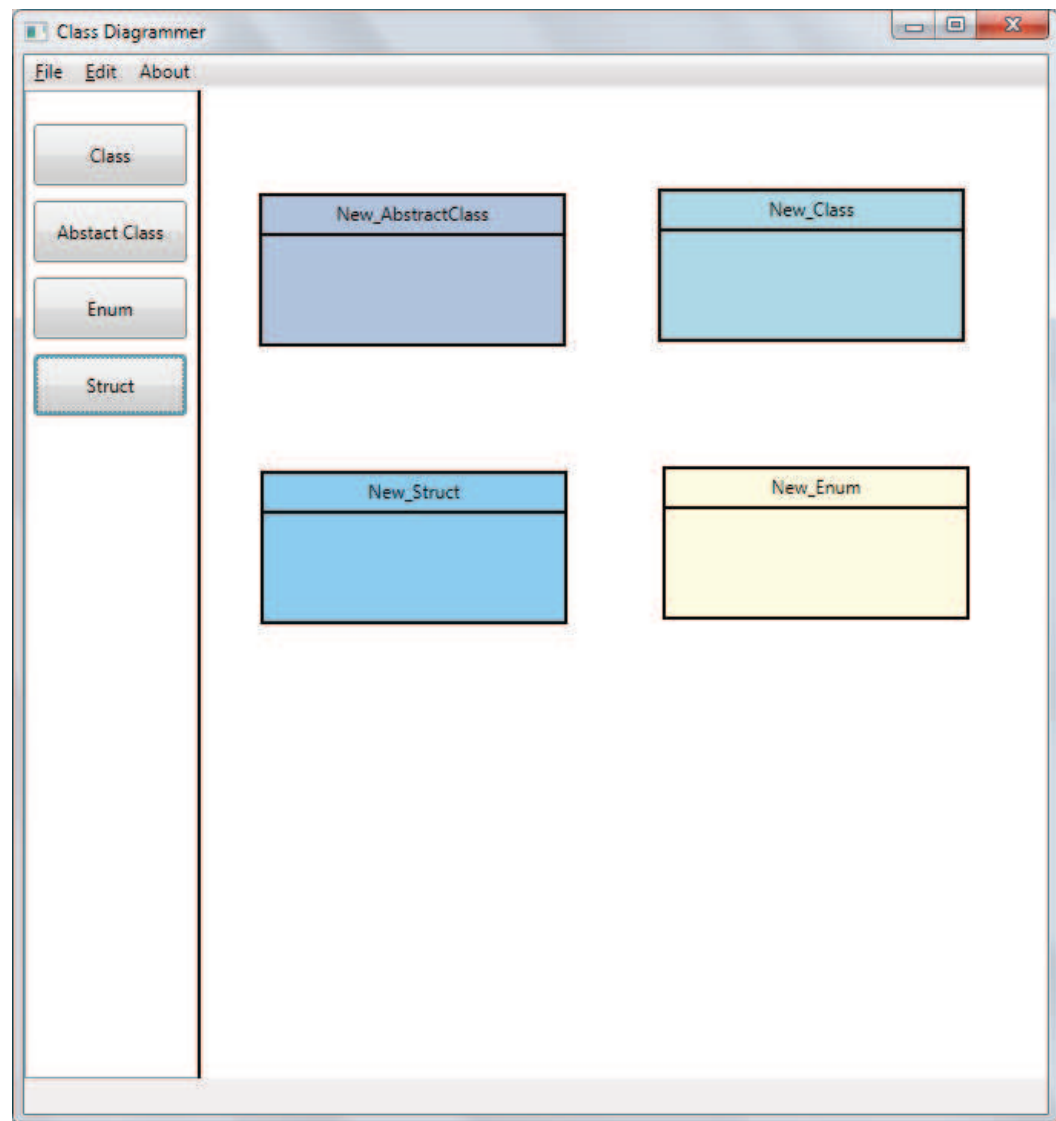 Class Diagrammer
File Edit About
Class
Abstact Class
Enum
Struct
New_AbstractClass
New_Class
New_Struct
New_Enum